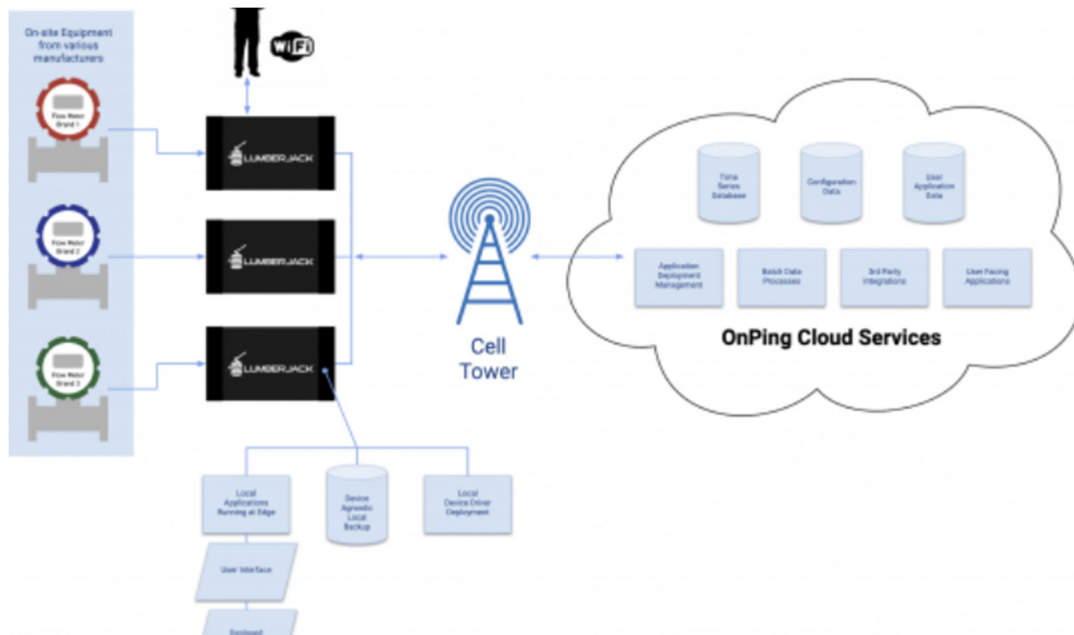 On-site Equipment
from various
manufacturers
WiFi
Flow Meter
Brand 1
LUMBERJACK
Flow Meter
Brand 2
LUMBERJACK
Flow Meter
Brand 3
LUMBERJACK
Cell
Tower
Time
Series
Database
Configuration
Data
User
Application
Data
Application
Deployment
Management
Batch Data
Processes
3rd Party
Integrations
User Facing
Applications
OnPing Cloud Services
Local
Applications
Running at Edge
Device
Agnostic
Local
Backup
Local
Device Driver
Deployment
User Interface